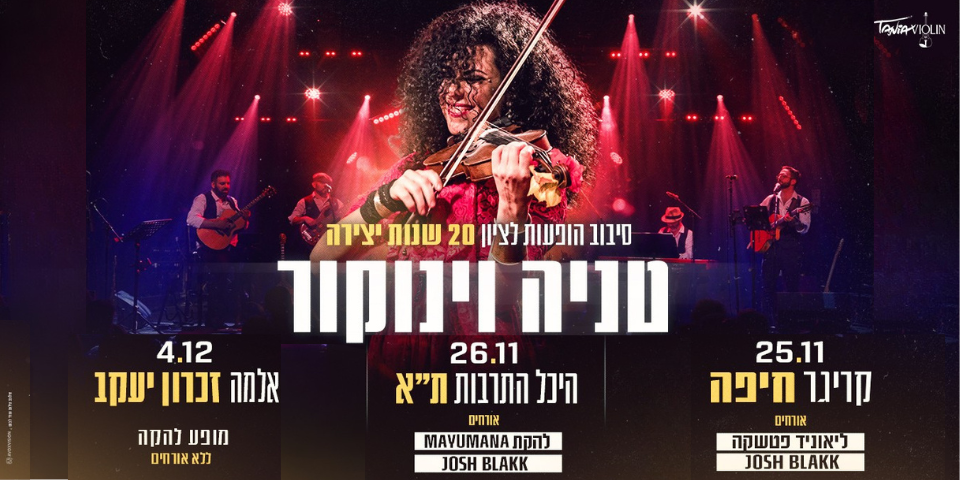 TANIA VIOLIN
סיבוב הופעות לציון 20 שנות יצירה
טניה וינוקור
25.11
קריגר חיפה
אורחים
ליאוניד פטשקה
JOSH BLAKK
26.11
היכל התרבות ת״א
אורחים
להקת MAYUMANA
JOSH BLAKK
4.12
אלמה זכרון יעקב
מופע להקה
ללא אורחים